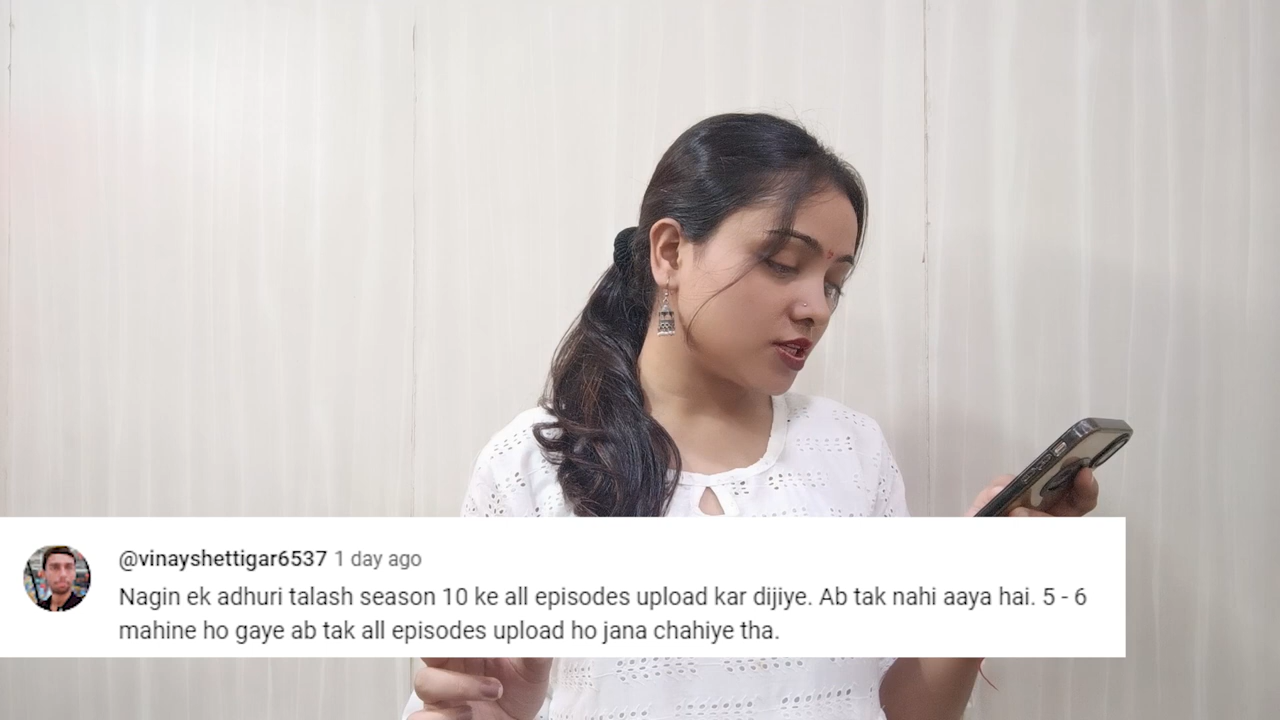 @vinayshettigar6537 1 day ago
Nagin ek adhuri talash season 10 ke all episodes upload kar dijiye. Ab tak nahi aaya hai. 5 - 6
mahine ho gaye ab tak all episodes upload ho jana chahiye tha.